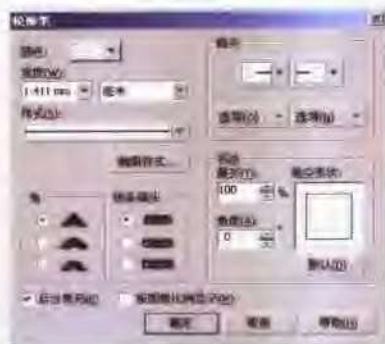 轮廓笔
颜色:
宽度(W):
1.411 mm 毫米
样式(S):
编辑样式...
角
线条端头
箭头
选项(O) 选项(N)
书法
展开(T):
100 %
角度(A):
.0 °
笔尖形状:
默认(D)
后台填充(B) 按图像比例显示(W)
确定 取消 帮助(H)